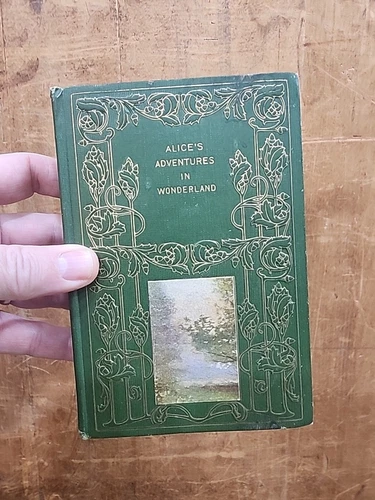 ALICE'S
ADVENTURES
IN
WONDERLAND